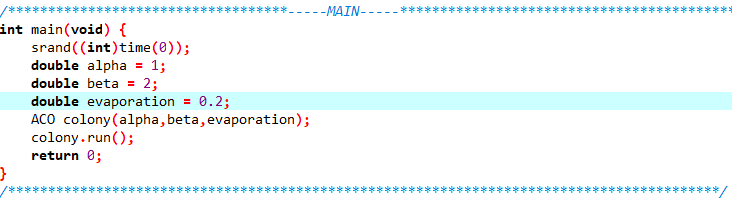 /***********************************-----MAIN-----******************************************
int main(void) {
    srand((int)time(0));
    double alpha = 1;
    double beta = 2;
    double evaporation = 0.2;
    ACO colony(alpha,beta,evaporation);
    colony.run();
    return 0;
}
/*****************************************************************************************/